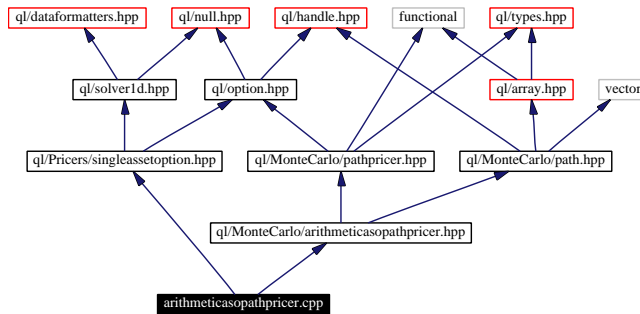 ql/dataformatters.hpp
ql/null.hpp
ql/handle.hpp
functional
ql/types.hpp
ql/solver1d.hpp
ql/option.hpp
ql/array.hpp
vector
ql/Pricers/singleassetoption.hpp
ql/MonteCarlo/pathpricer.hpp
ql/MonteCarlo/path.hpp
ql/MonteCarlo/arithmeticasopathpricer.hpp
arithmeticasopathpricer.cpp